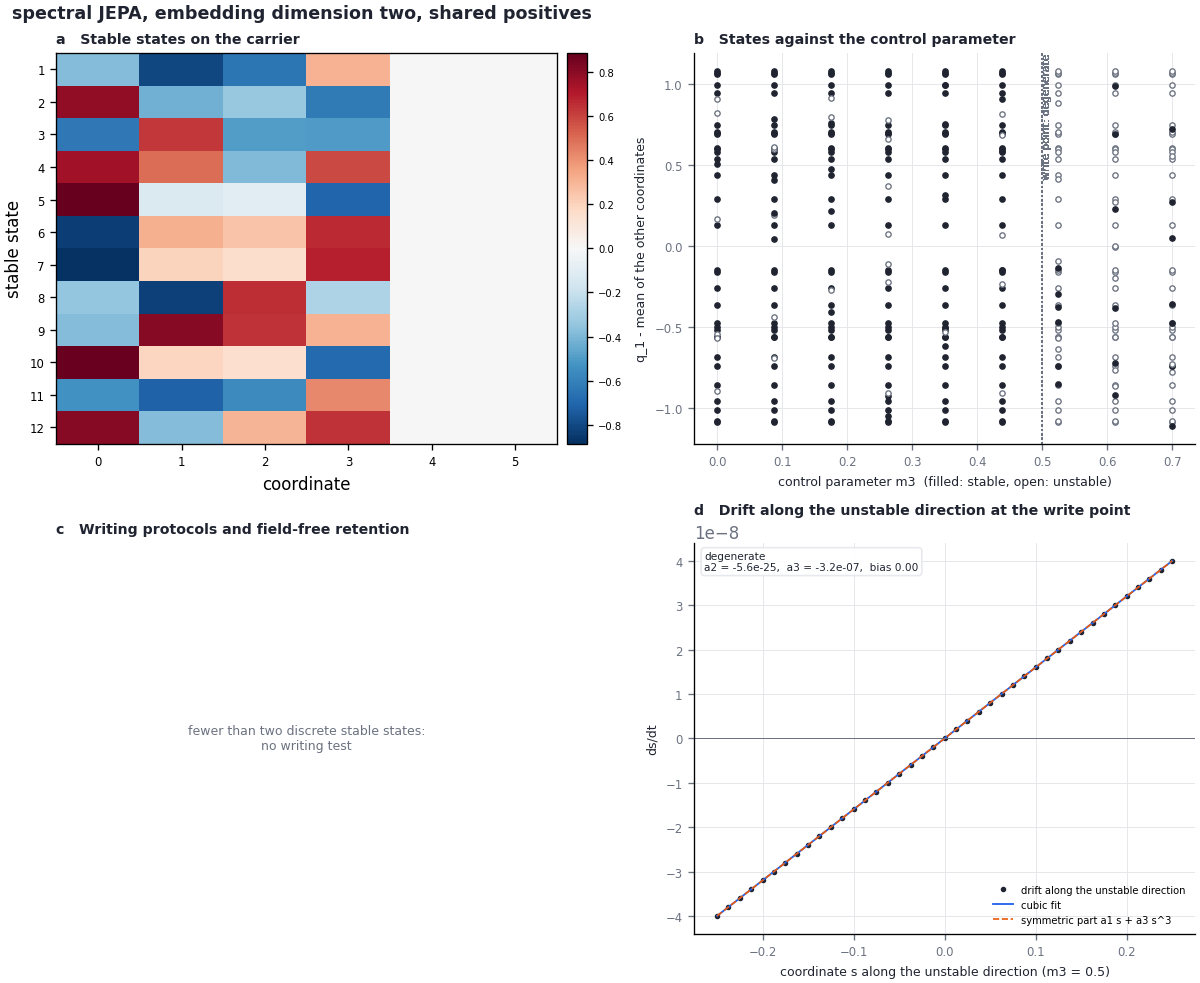 spectral JEPA, embedding dimension two, shared positives
a Stable states on the carrier
1
2
3
4
5
6
7
8
9
10
11
12
stable state
0 1 2 3 4 5
coordinate
0.8
0.6
0.4
0.2
0.0
−0.2
−0.4
−0.6
−0.8
b States against the control parameter
write point: degenerate
1.0
0.5
0.0
−0.5
−1.0
q_1 - mean of the other coordinates
0.0 0.1 0.2 0.3 0.4 0.5 0.6 0.7
control parameter m3 (filled: stable, open: unstable)
c Writing protocols and field-free retention
fewer than two discrete stable states:
no writing test
d Drift along the unstable direction at the write point
1e−8
degenerate
a2 = -5.6e-25, a3 = -3.2e-07, bias 0.00
4
3
2
1
0
−1
−2
−3
−4
ds/dt
drift along the unstable direction
cubic fit
symmetric part a1 s + a3 s^3
−0.2 −0.1 0.0 0.1 0.2
coordinate s along the unstable direction (m3 = 0.5)